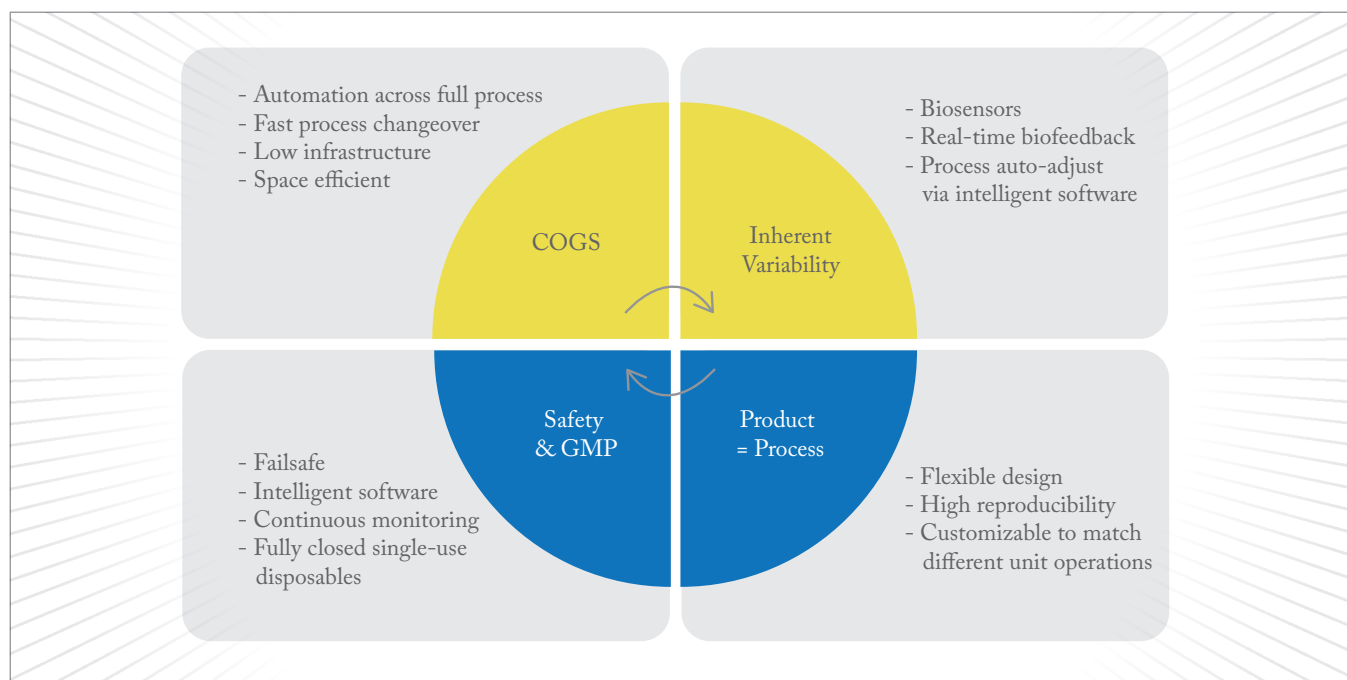 - Automation across full process
- Fast process changeover
- Low infrastructure
- Space efficient
COGS
- Biosensors
- Real-time biofeedback
- Process auto-adjust
via intelligent software
Inherent
Variability
Safety
& GMP
- Failsafe
- Intelligent software
- Continuous monitoring
- Fully closed single-use
disposables
Product
= Process
- Flexible design
- High reproducibility
- Customizable to match
different unit operations